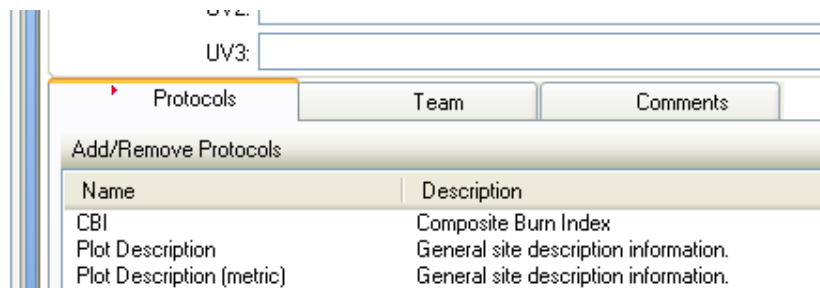 UV2:
UV3:
Protocols Team Comments
Add/Remove Protocols
Name Description
CBI Composite Burn Index
Plot Description General site description information.
Plot Description (metric) General site description information.